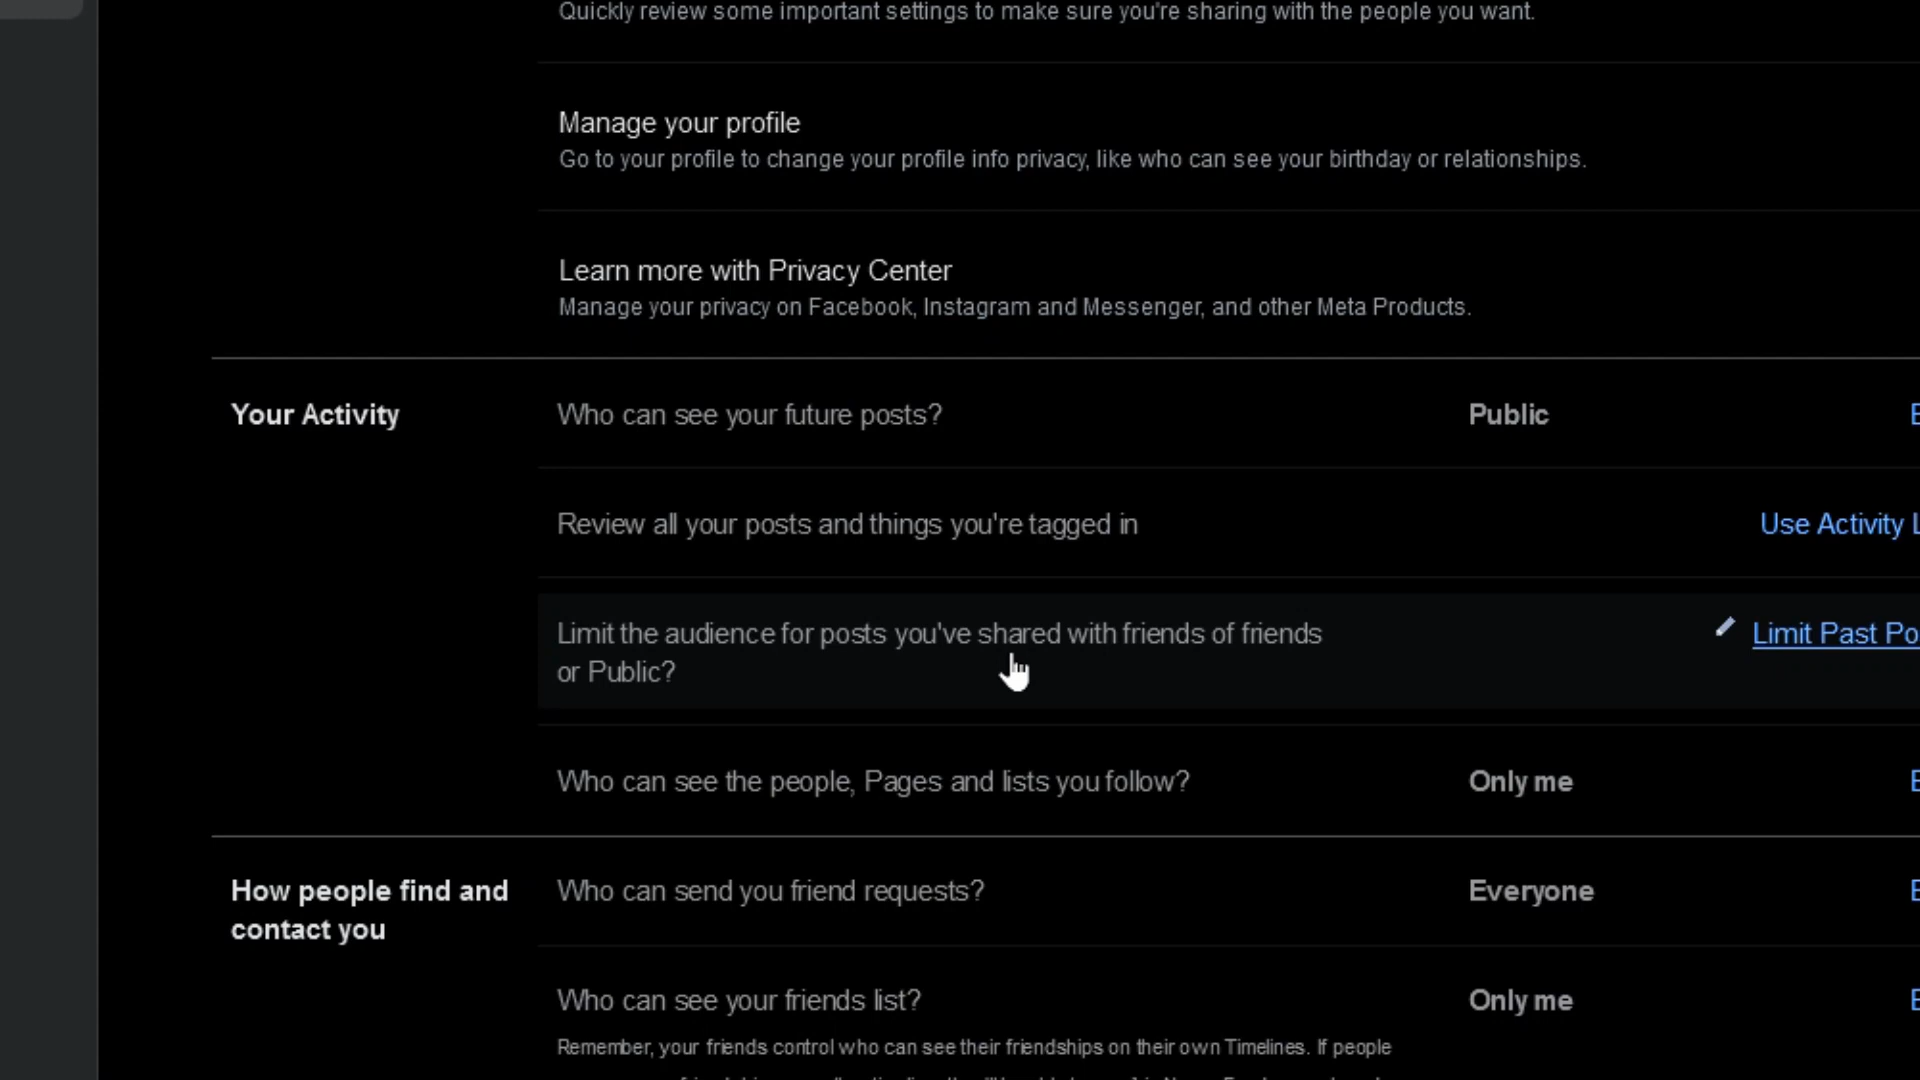 Quickly review some important settings to make sure you're sharing with the people you want.
Manage your profile
Go to your profile to change your profile info privacy, like who can see your birthday or relationships.
Learn more with Privacy Center
Manage your privacy on Facebook, Instagram and Messenger, and other Meta Products.
Your Activity
Who can see your future posts?
Public
Review all your posts and things you're tagged in
Use Activity
Limit the audience for posts you've shared with friends of friends
or Public?
Limit Past
Who can see the people, Pages and lists you follow?
Only me
How people find and
contact you
Who can send you friend requests?
Everyone
Who can see your friends list?
Only me
Remember, your friends control who can see their friendships on their own Timelines. If people